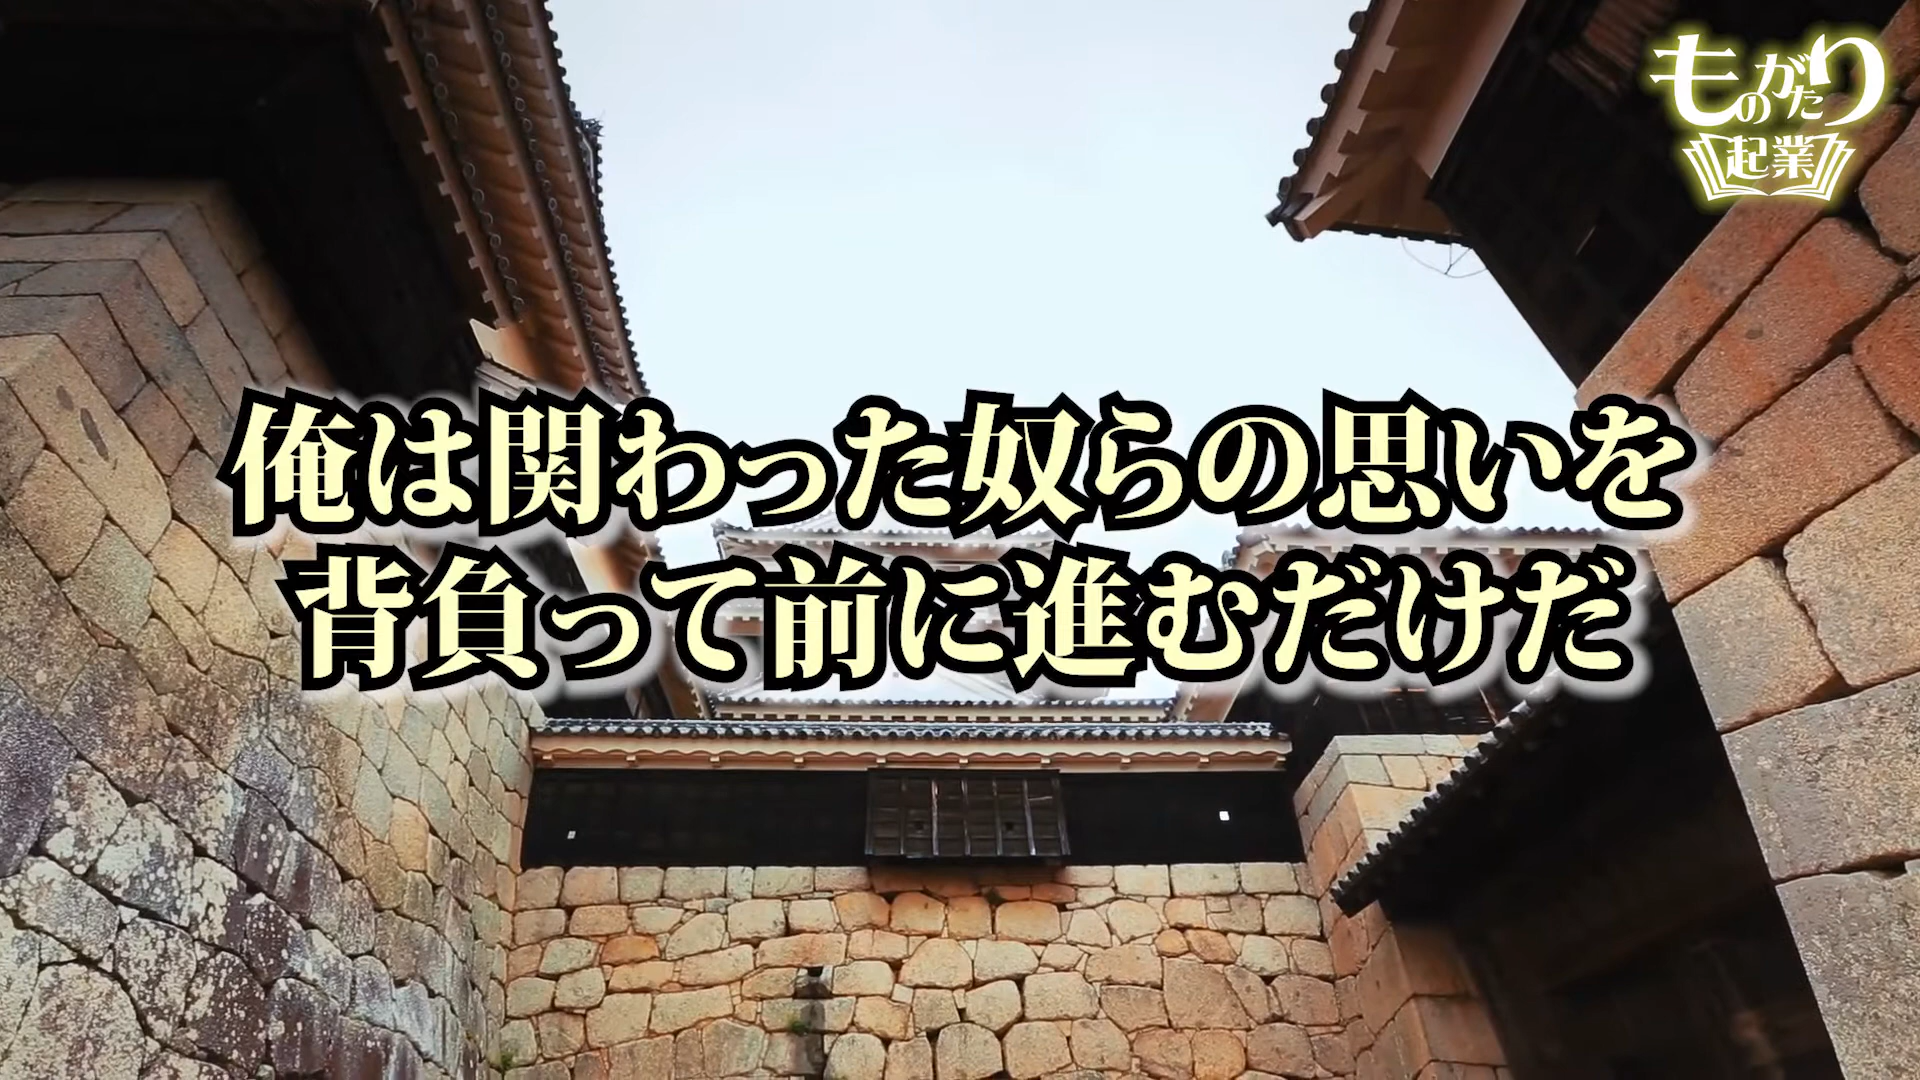 ものがたり
起業
俺は関わった奴らの思いを
背負って前に進むだけだ